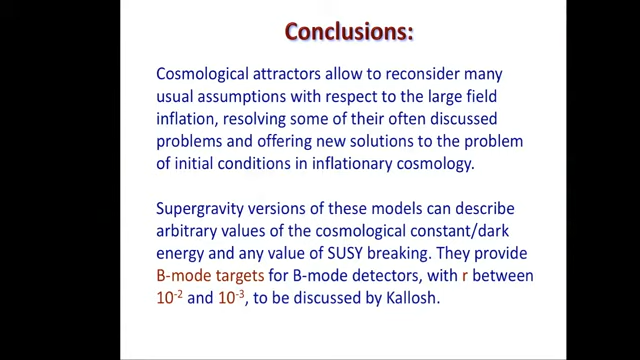 Conclusions:
Cosmological attractors allow to reconsider many
usual assumptions with respect to the large field
inflation, resolving some of their often discussed
problems and offering new solutions to the problem
of initial conditions in inflationary cosmology.
Supergravity versions of these models can describe
arbitrary values of the cosmological constant/dark
energy and any value of SUSY breaking. They provide
B-mode targets for B-mode detectors, with r between
10⁻² and 10⁻³, to be discussed by Kallosh.